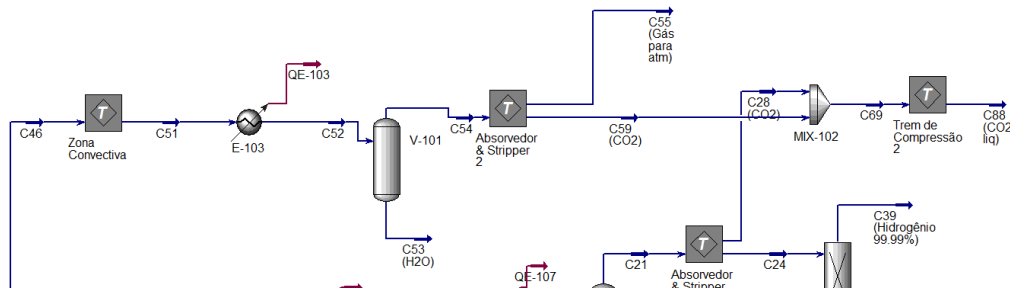 C55
(Gás
para
atm)
QE-103
C46
Zona
Convectiva
C51
E-103
C52
V-101
C54
Absorvedor
& Stripper
2
C59
(CO2)
C28
(CO2)
MIX-102
C69
Trem de
Compressão
2
C88
(CO2
liq)
C53
(H2O)
QE-107
C21
Absorvedor
& Stripper
C24
C39
(Hidrogênio
99.99%)
T
T
T
T